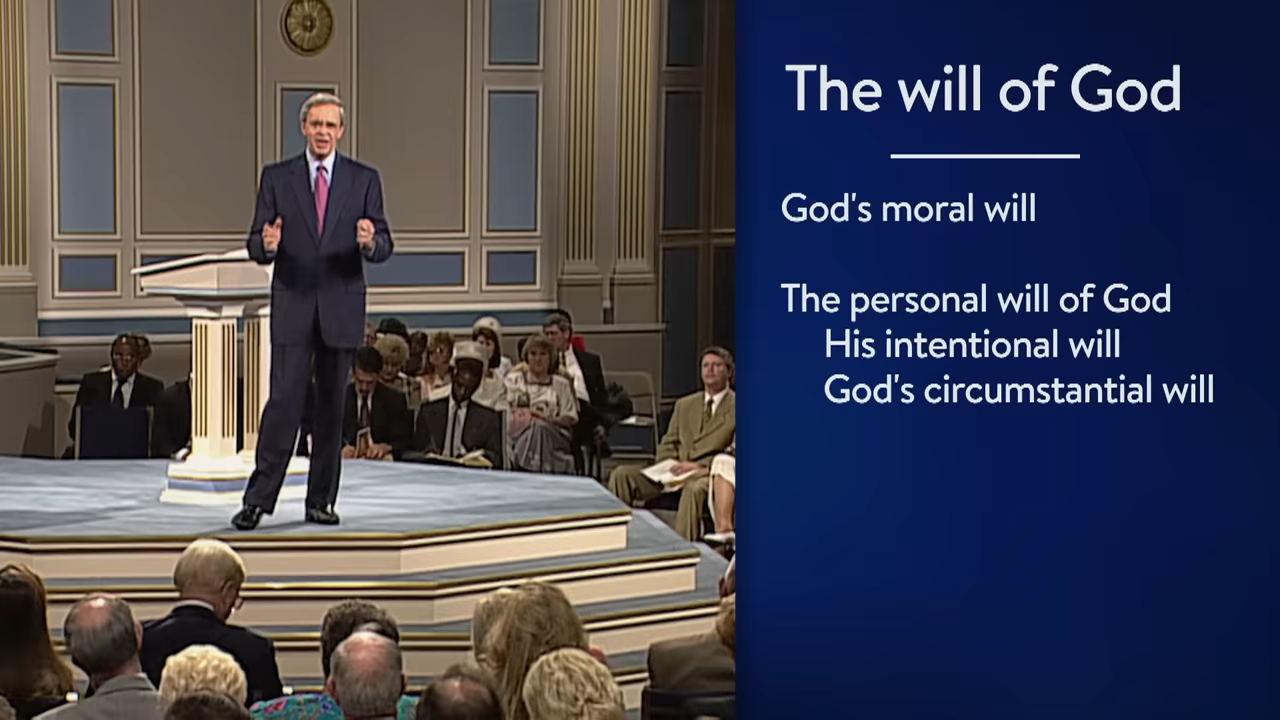 The will of God
God's moral will
The personal will of God
His intentional will
God's circumstantial will